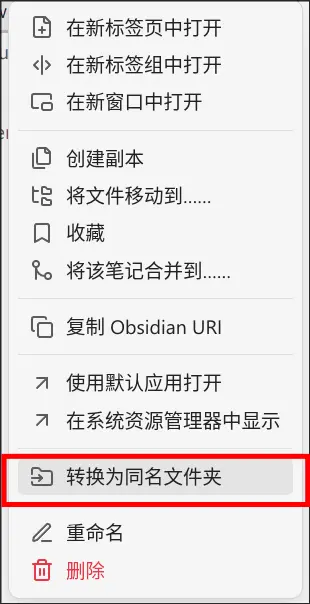 在新标签页中打开
在新标签组中打开
在新窗口中打开
创建副本
将文件移动到......
收藏
将该笔记合并到......
复制 Obsidian URI
使用默认应用打开
在系统资源管理器中显示
转换为同名文件夹
重命名
删除